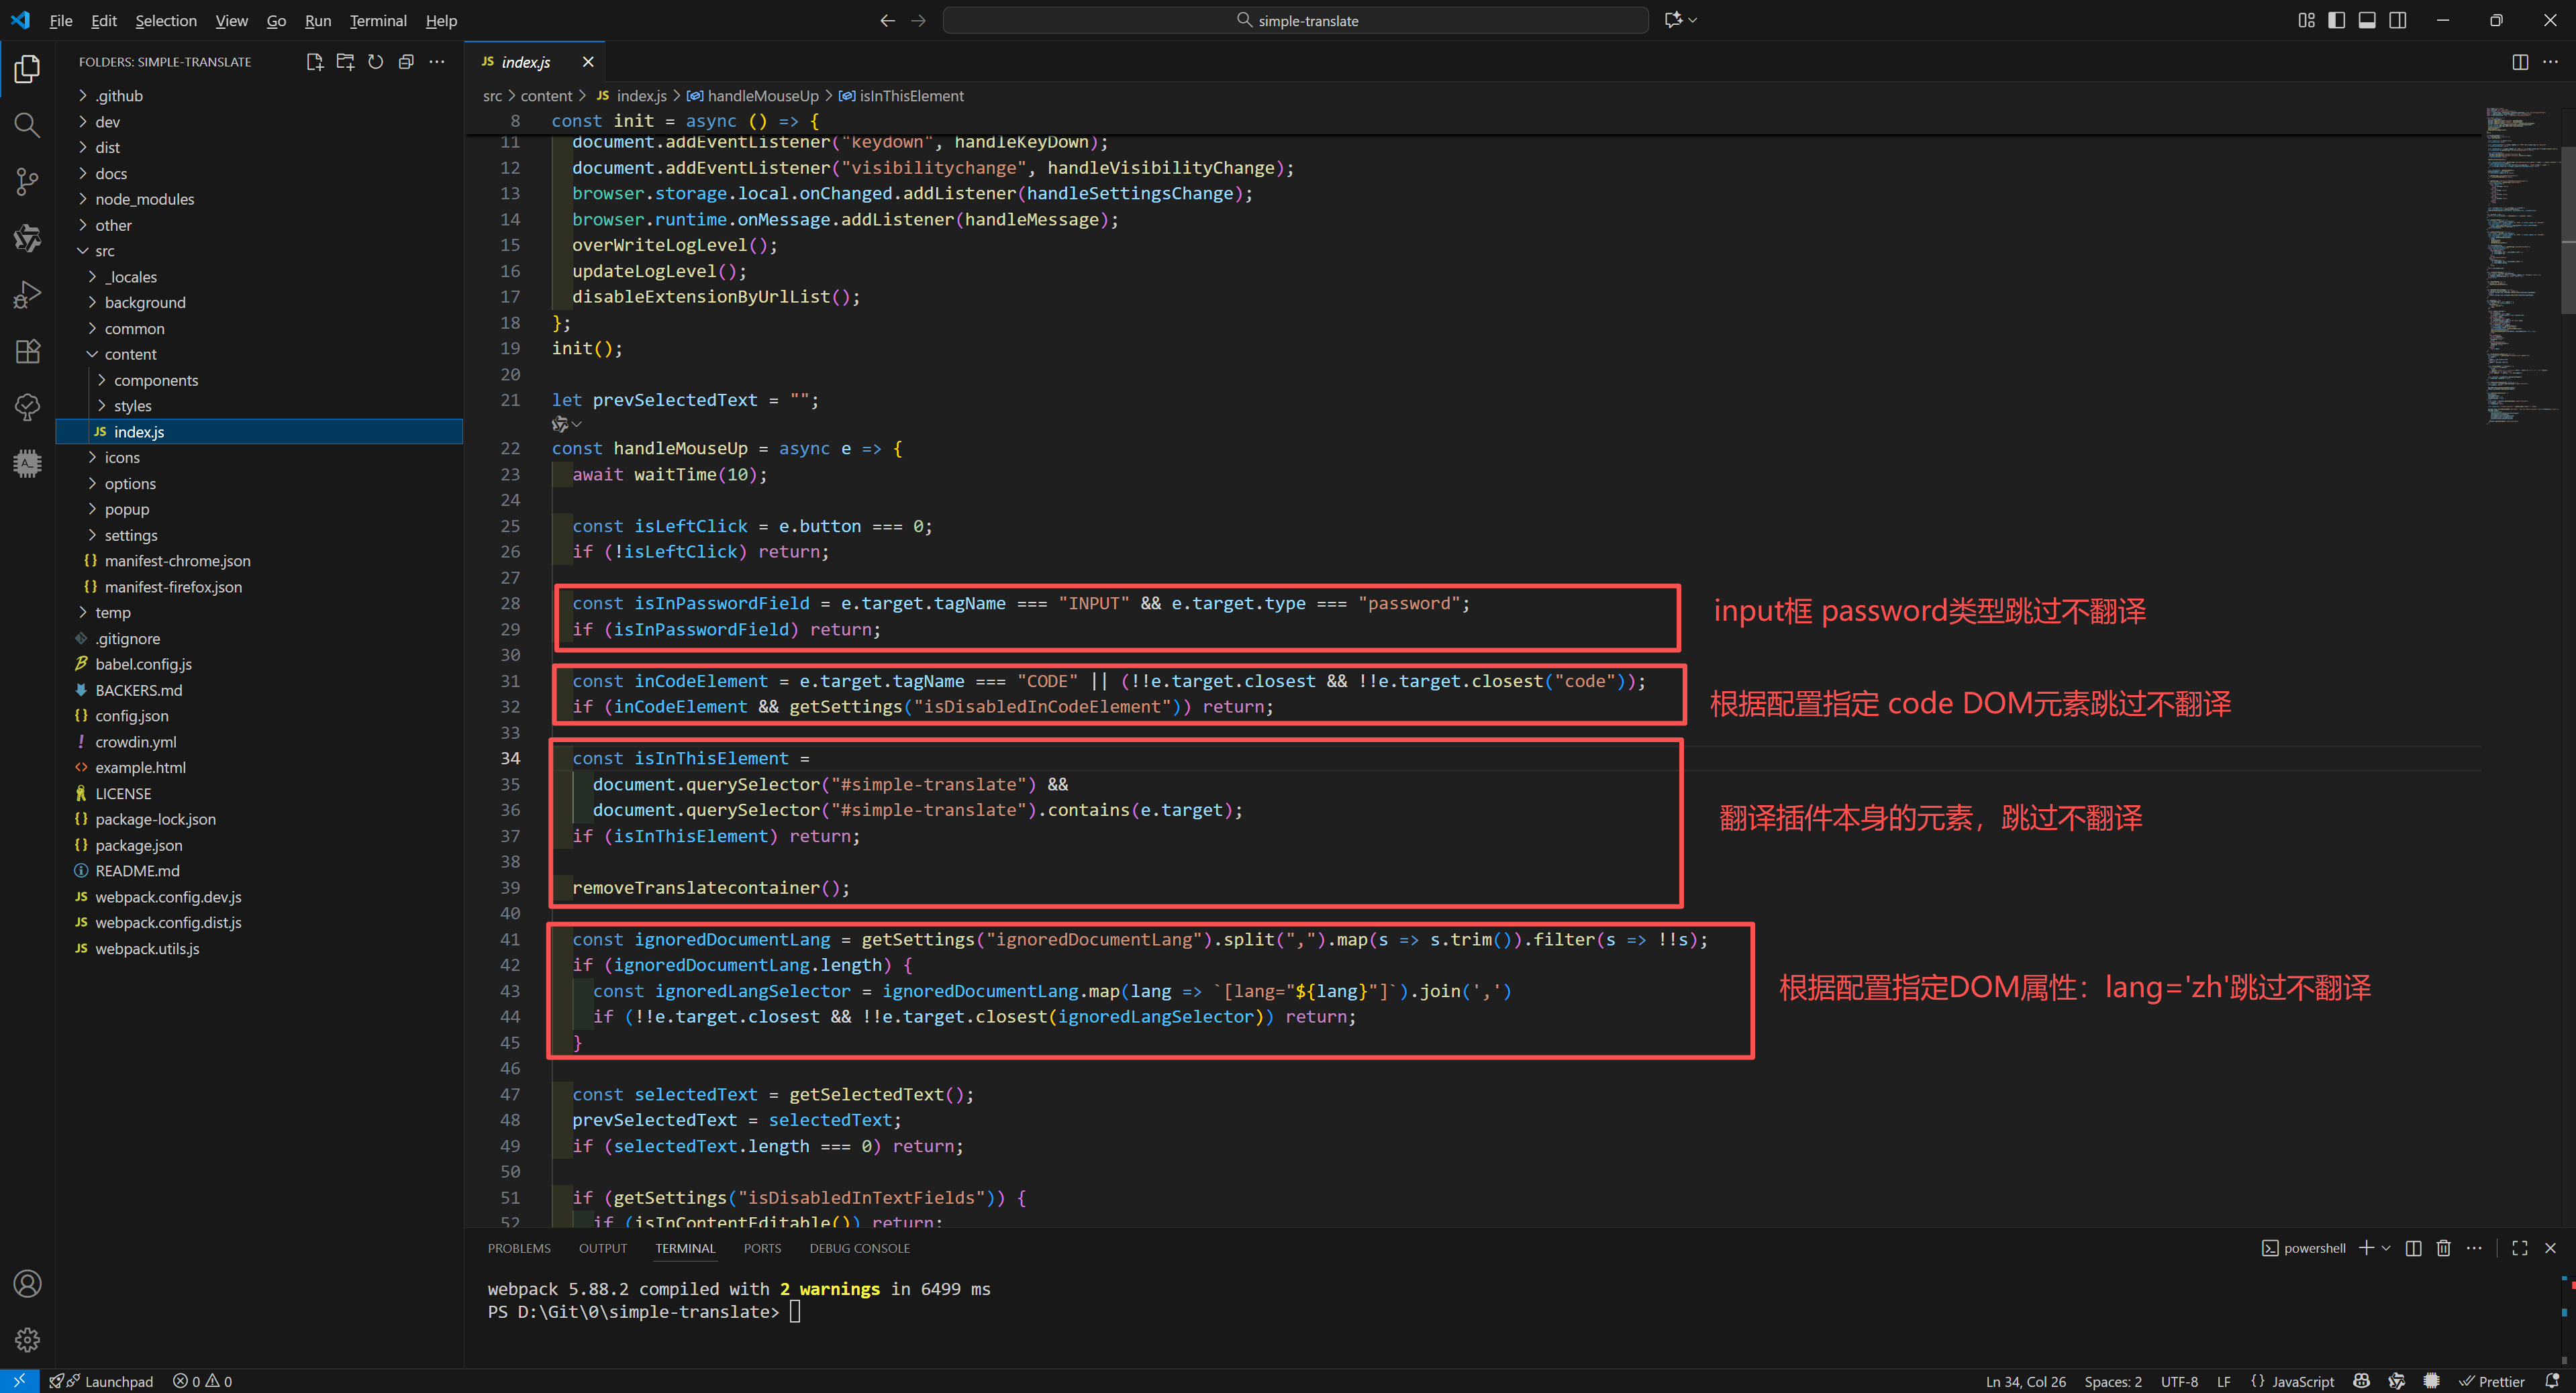 File Edit Selection View Go Run Terminal Help
simple-translate
FOLDERS: SIMPLE-TRANSLATE
.github
dev
dist
docs
node_modules
other
src
_locales
background
common
content
components
styles
JS index.js
icons
options
popup
settings
{} manifest-chrome.json
{} manifest-firefox.json
temp
.gitignore
babel.config.js
BACKERS.md
{} config.json
! crowdin.yml
<> example.html
LICENSE
{} package-lock.json
{} package.json
README.md
JS webpack.config.dev.js
JS webpack.config.dist.js
JS webpack.utils.js
JS index.js
src > content > JS index.js > handleMouseUp > isInThisElement
8 const init = async () => {
11 document.addEventListener("keydown", handleKeyDown);
12 document.addEventListener("visibilitychange", handleVisibilityChange);
13 browser.storage.local.onChanged.addListener(handleSettingsChange);
14 browser.runtime.onMessage.addListener(handleMessage);
15 overWriteLogLevel();
16 updateLogLevel();
17 disableExtensionByUrlList();
18 };
19 init();
20
21 let prevSelectedText = "";
22 const handleMouseUp = async e => {
23 await waitTime(10);
24
25 const isLeftClick = e.button === 0;
26 if (!isLeftClick) return;
27
28 const isInPasswordField = e.target.tagName === "INPUT" && e.target.type === "password";
29 if (isInPasswordField) return;
input框 password类型跳过不翻译
30
31 const inCodeElement = e.target.tagName === "CODE" || (!!e.target.closest && !!e.target.closest("code"));
32 if (inCodeElement && getSettings("isDisabledInCodeElement")) return;
根据配置指定 code DOM元素跳过不翻译
33
34 const isInThisElement =
35 document.querySelector("#simple-translate") &&
36 document.querySelector("#simple-translate").contains(e.target);
37 if (isInThisElement) return;
翻译插件本身的元素，跳过不翻译
38
39 removeTranslatecontainer();
40
41 const ignoredDocumentLang = getSettings("ignoredDocumentLang").split(",").map(s => s.trim()).filter(s => !!s);
42 if (ignoredDocumentLang.length) {
43 const ignoredLangSelector = ignoredDocumentLang.map(lang => `[lang="${lang}"]`).join(',')
44 if (!!e.target.closest && !!e.target.closest(ignoredLangSelector)) return;
45 }
根据配置指定DOM属性：lang='zh'跳过不翻译
46
47 const selectedText = getSelectedText();
48 prevSelectedText = selectedText;
49 if (selectedText.length === 0) return;
50
51 if (getSettings("isDisabledInTextFields")) {
52 if (isInContentEditable()) return;
PROBLEMS OUTPUT TERMINAL PORTS DEBUG CONSOLE
powershell
webpack 5.88.2 compiled with 2 warnings in 6499 ms
PS D:\Git\0\simple-translate>
Launchpad 0 0 Ln 34, Col 26 Spaces: 2 UTF-8 LF {} JavaScript Prettier